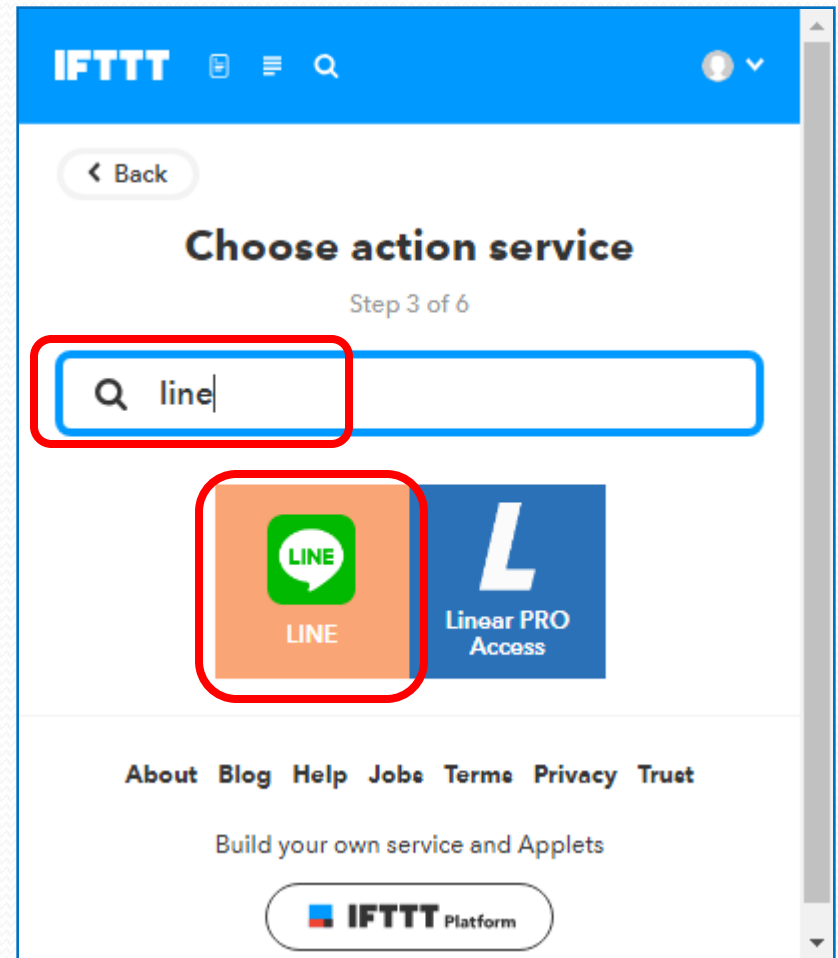 IFTTT
Back
Choose action service
Step 3 of 6
line
LINE
LINE
Linear PRO
Access
About Blog Help Jobs Terms Privacy Trust
Build your own service and Applets
IFTTT Platform